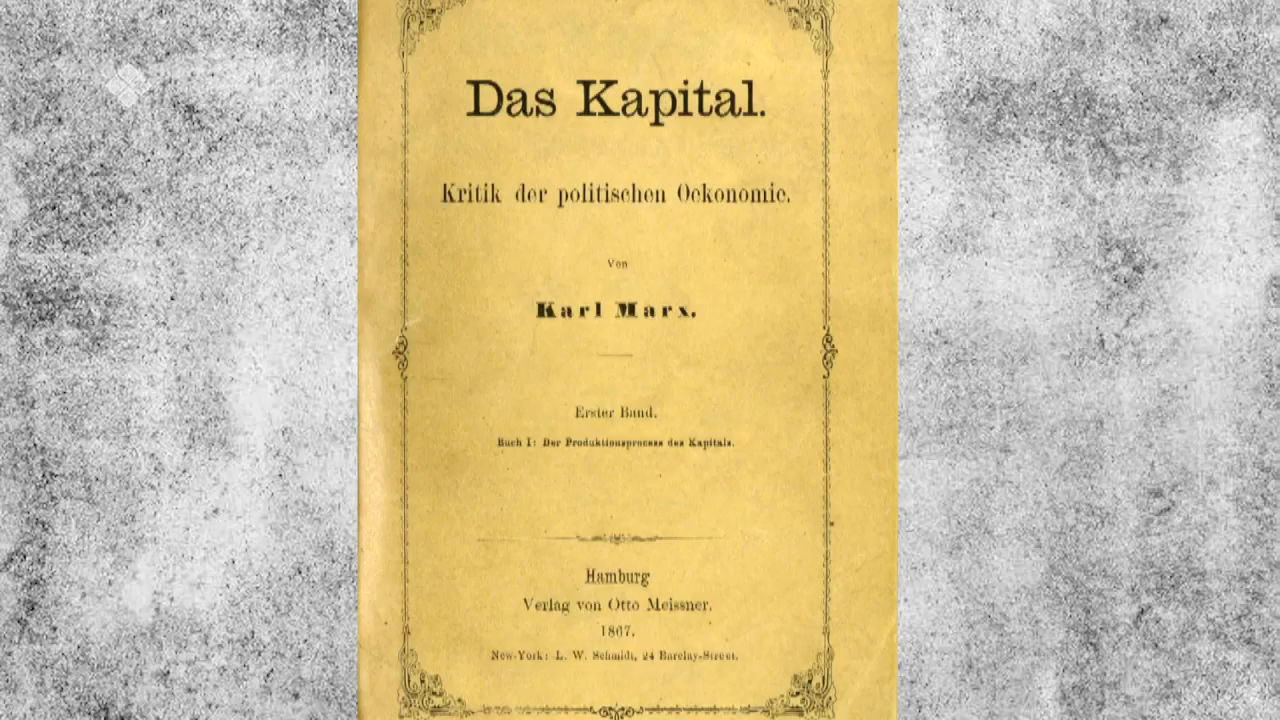 Das Kapital.
Kritik der politischen Oekonomie.
Von
Karl Marx.
Erster Band.
Buch I: Der Produktionsprocess des Kapitals.
Hamburg
Verlag von Otto Meissner.
1867.
New-York: L. W. Schmidt, 24 Barclay-Street.